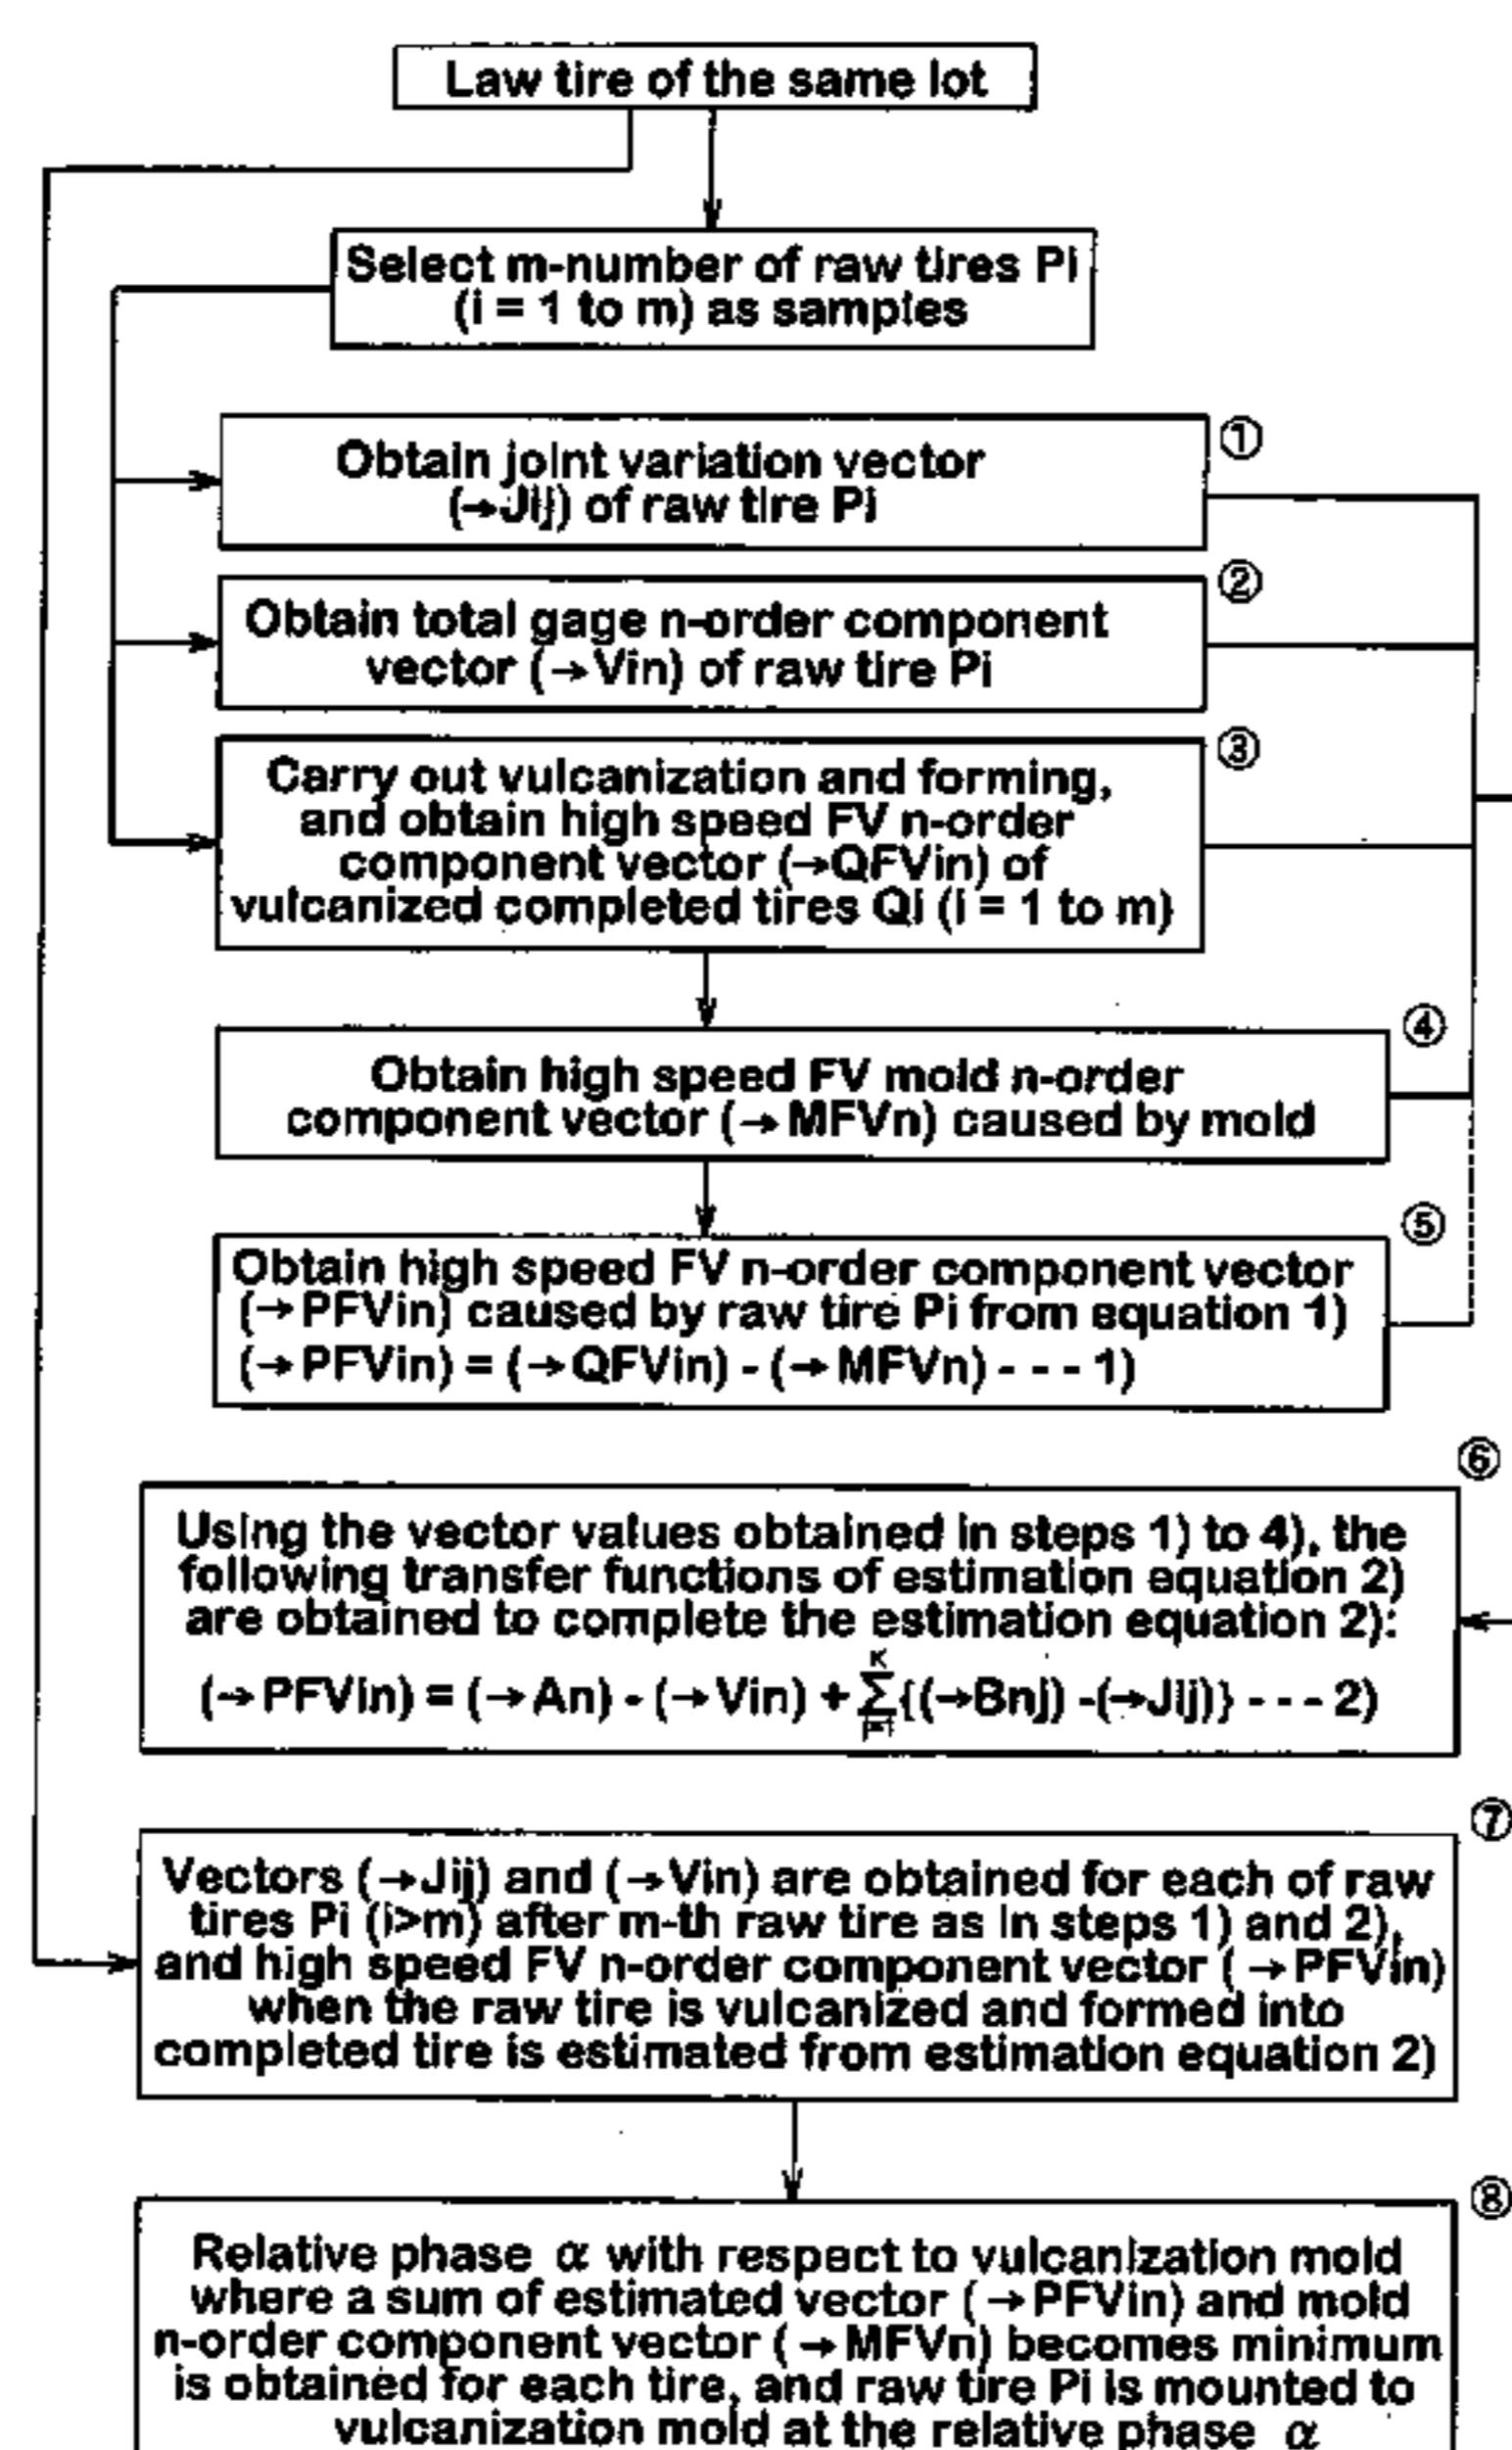 Law tire of the same lot
Select m-number of raw tires Pi
(i = 1 to m) as samples
①
Obtain joint variation vector
(→Jij) of raw tire Pi
②
Obtain total gage n-order component
vector (→Vin) of raw tire Pi
③
Carry out vulcanization and forming,
and obtain high speed FV n-order
component vector (→QFVin) of
vulcanized completed tires Qi (i = 1 to m)
④
Obtain high speed FV mold n-order
component vector (→MFVn) caused by mold
⑤
Obtain high speed FV n-order component vector
(→PFVin) caused by raw tire Pi from equation 1)
(→PFVin) = (→QFVin) - (→MFVn) - - - 1)
⑥
Using the vector values obtained in steps 1) to 4), the
following transfer functions of estimation equation 2)
are obtained to complete the estimation equation 2):
(→PFVin) = (→An) - (→Vin) + K∑j=1{(→Bnj) -(→Jij)} - - - 2)
⑦
Vectors (→Jij) and (→Vin) are obtained for each of raw
tires Pi (i>m) after m-th raw tire as in steps 1) and 2),
and high speed FV n-order component vector (→PFVin)
when the raw tire is vulcanized and formed into
completed tire is estimated from estimation equation 2)
⑧
Relative phase α with respect to vulcanization mold
where a sum of estimated vector (→PFVin) and mold
n-order component vector (→MFVn) becomes minimum
is obtained for each tire, and raw tire Pi is mounted to
vulcanization mold at the relative phase α